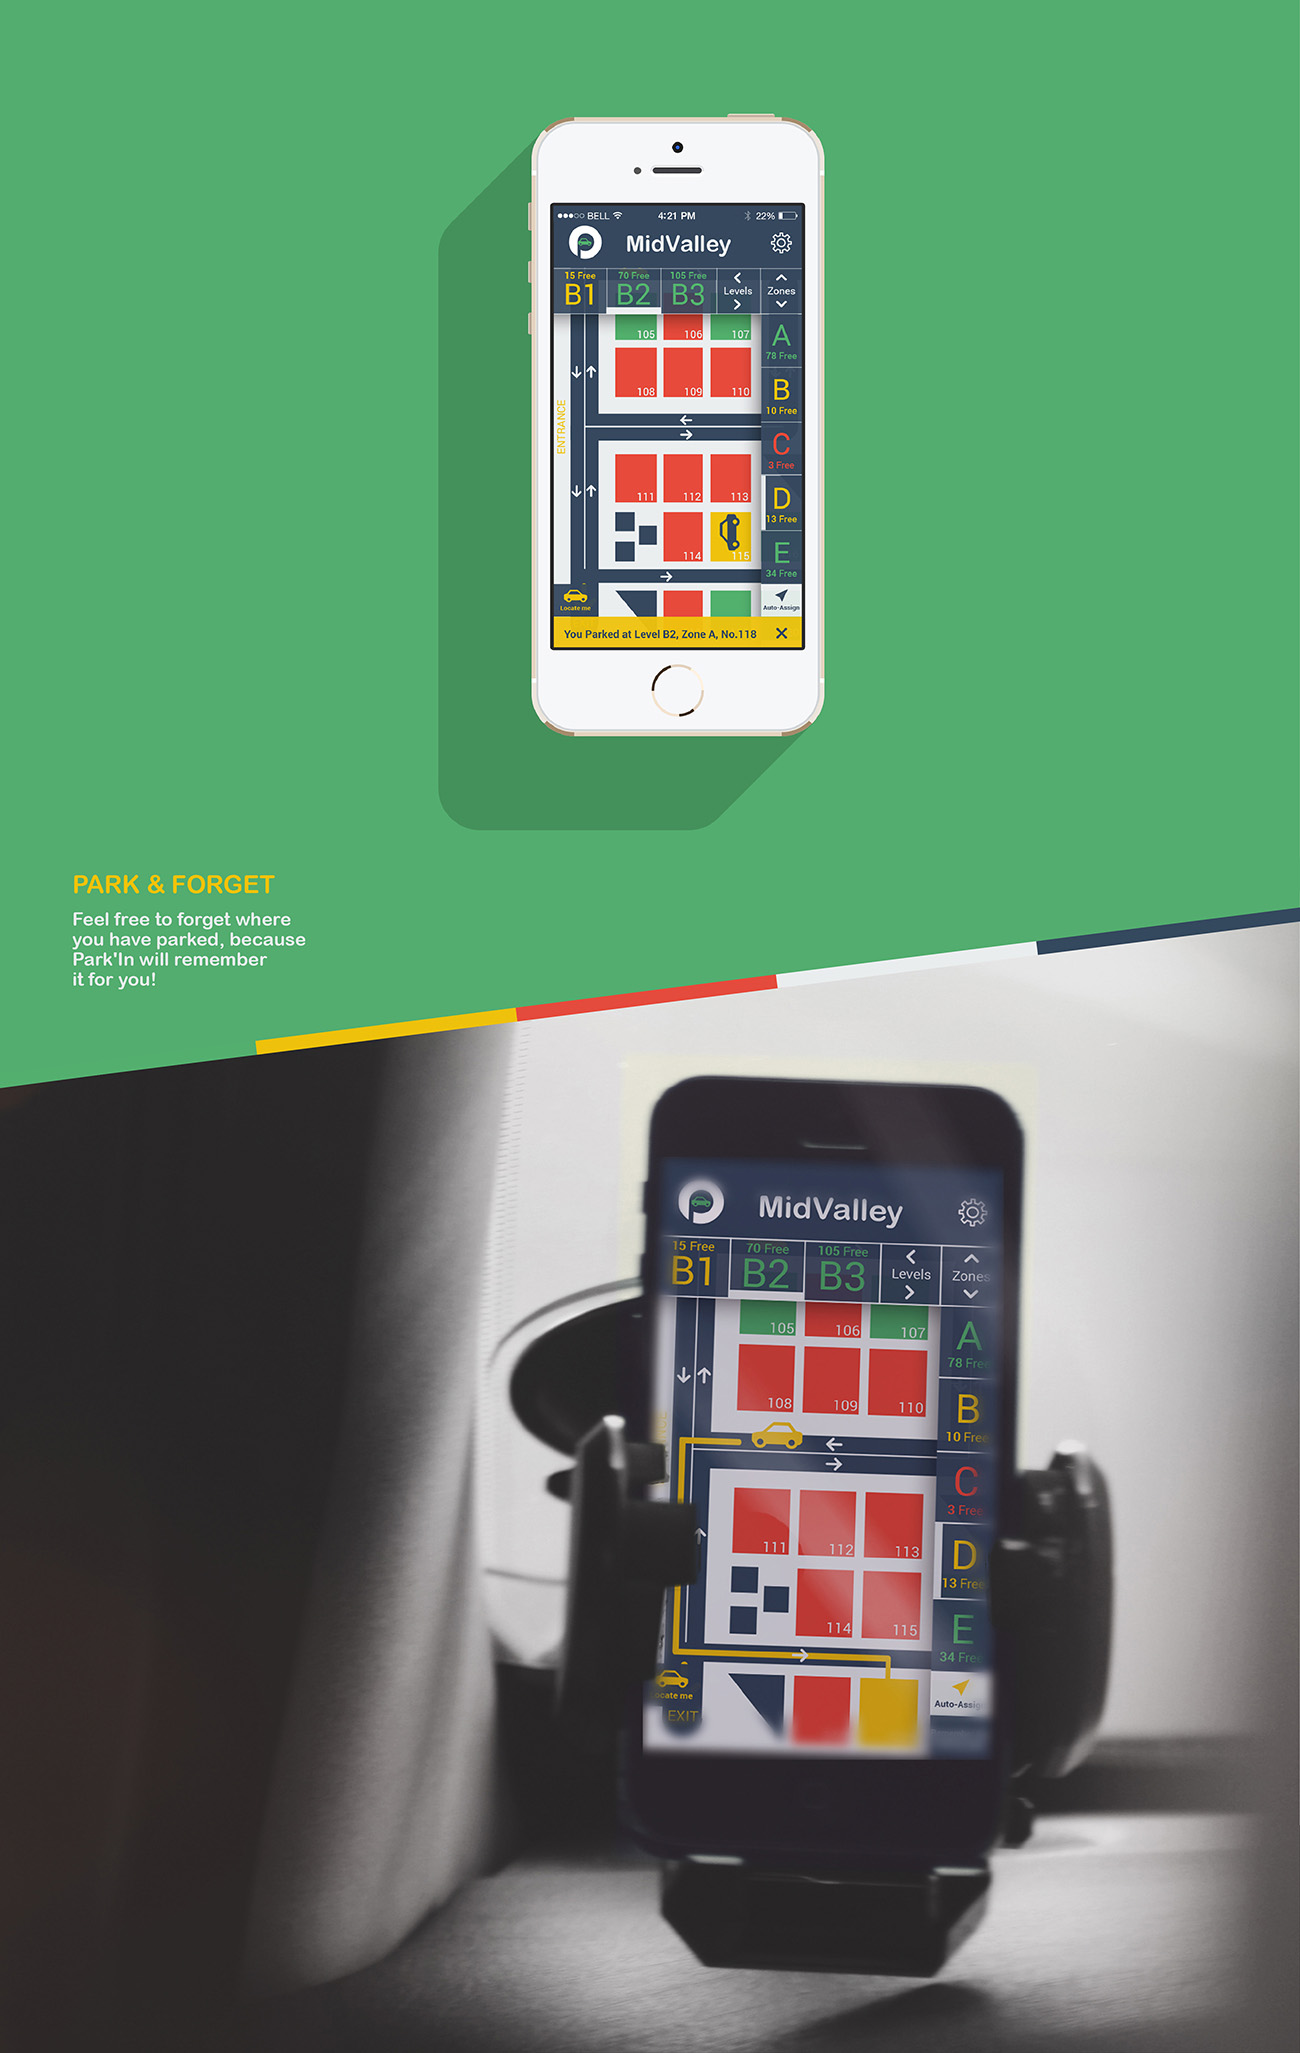 BELL
4:21 PM
22%
MidValley
15 Free
70 Free
105 Free
B1
B2
B3
Levels
Zones
105
106
107
A
78 Free
108
109
110
B
10 Free
ENTRANCE
C
3 Free
111
112
113
D
13 Free
114
115
E
34 Free
Locate me
Auto-Assign
You Parked at Level B2, Zone A, No.118
PARK & FORGET
Feel free to forget where
you have parked, because
Park'In will remember
it for you!
MidValley
15 Free
70 Free
105 Free
B1
B2
B3
Levels
Zones
105
106
107
A
78 Free
108
109
110
B
10 Free
C
3 Free
111
112
113
D
13 Free
114
115
E
34 Free
Locate me
Auto-Assign
EXIT